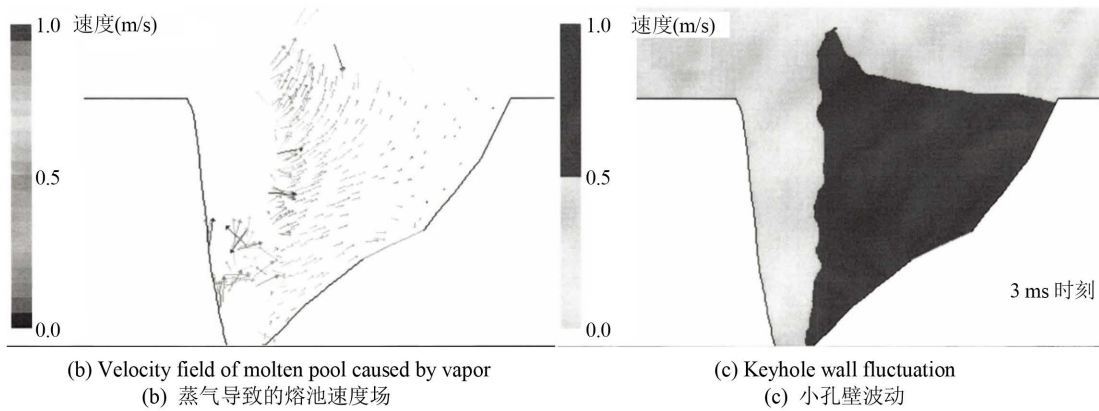 1.0
速度(m/s)
0.5
0.0
1.0
速度(m/s)
0.5
0.0
3 ms 时刻
(b) Velocity field of molten pool caused by vapor
(b) 蒸气导致的熔池速度场
(c) Keyhole wall fluctuation
(c) 小孔壁波动